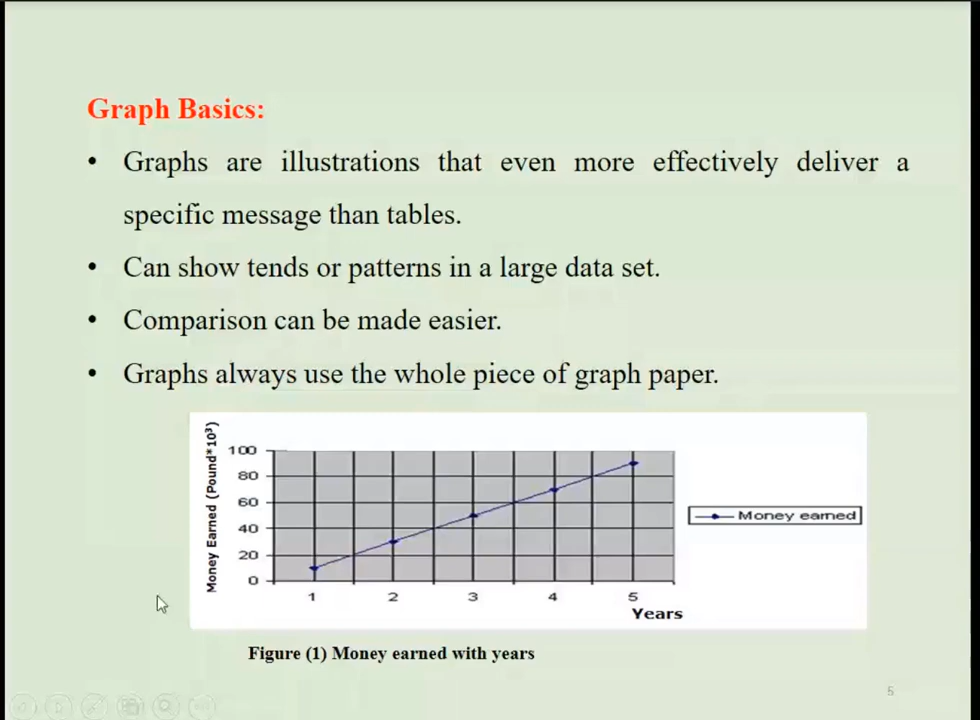 Graph Basics:
• Graphs are illustrations that even more effectively deliver a
specific message than tables.
• Can show tends or patterns in a large data set.
• Comparison can be made easier.
• Graphs always use the whole piece of graph paper.
Money Earned (Pound*10³)
100
80
60
40
20
0
1 2 3 4 5
Years
Money earned
Figure (1) Money earned with years
5